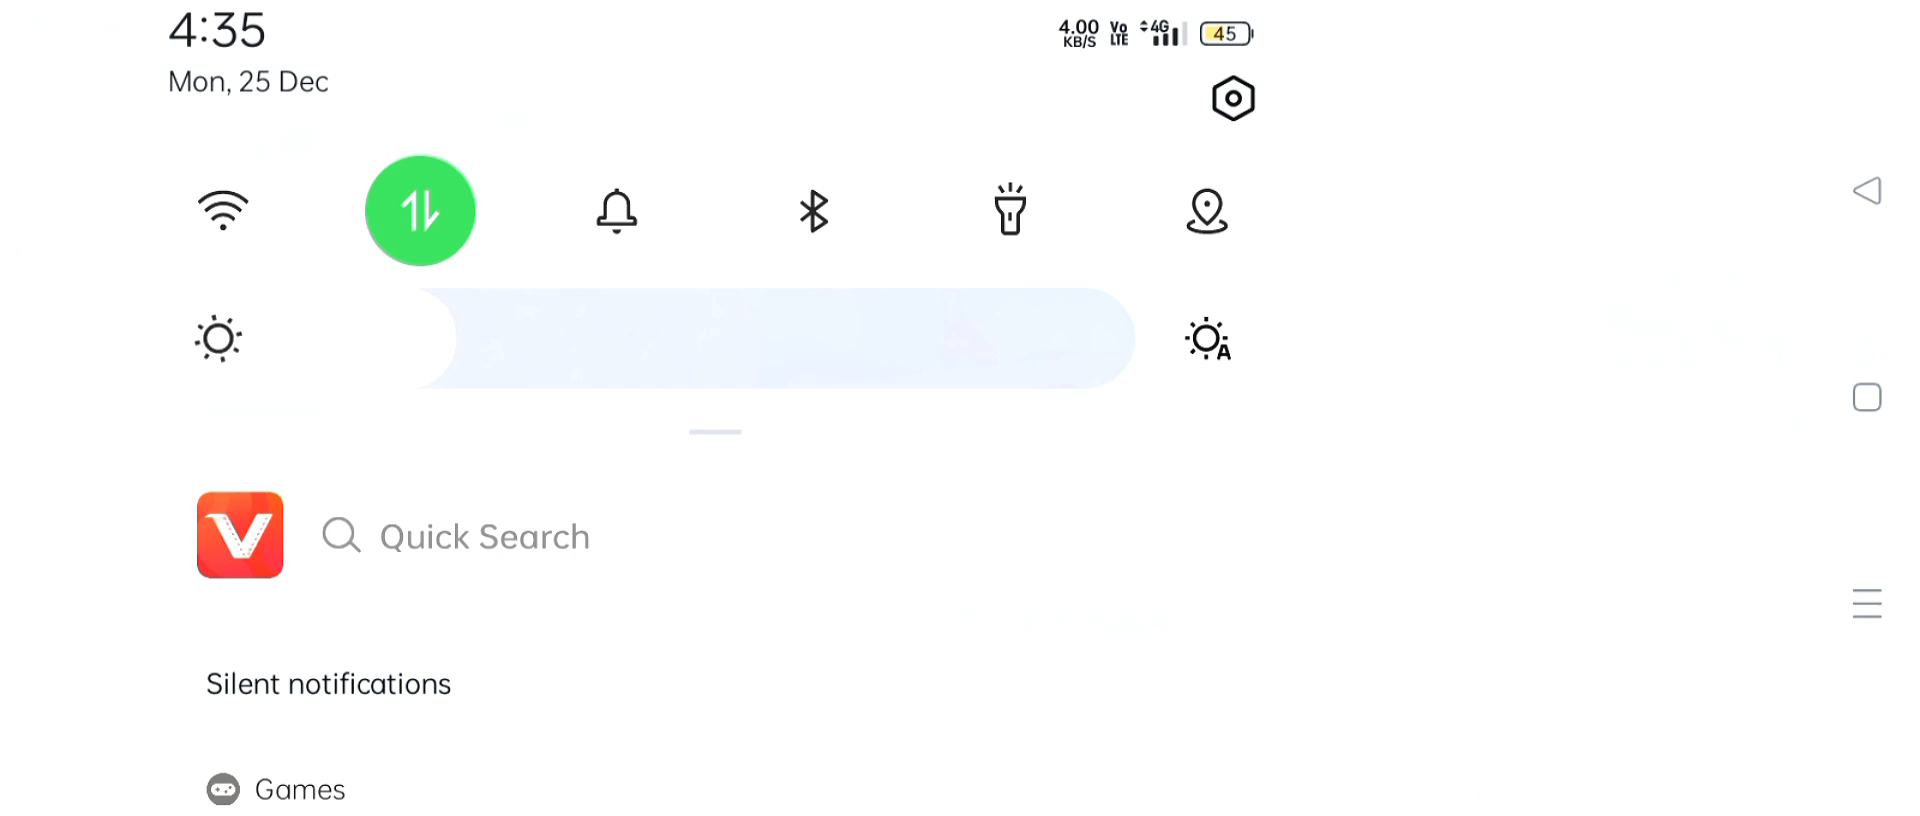 4:35
4.00 KB/S Vo LTE 4G 45
Mon, 25 Dec
A
V Quick Search
Silent notifications
Games